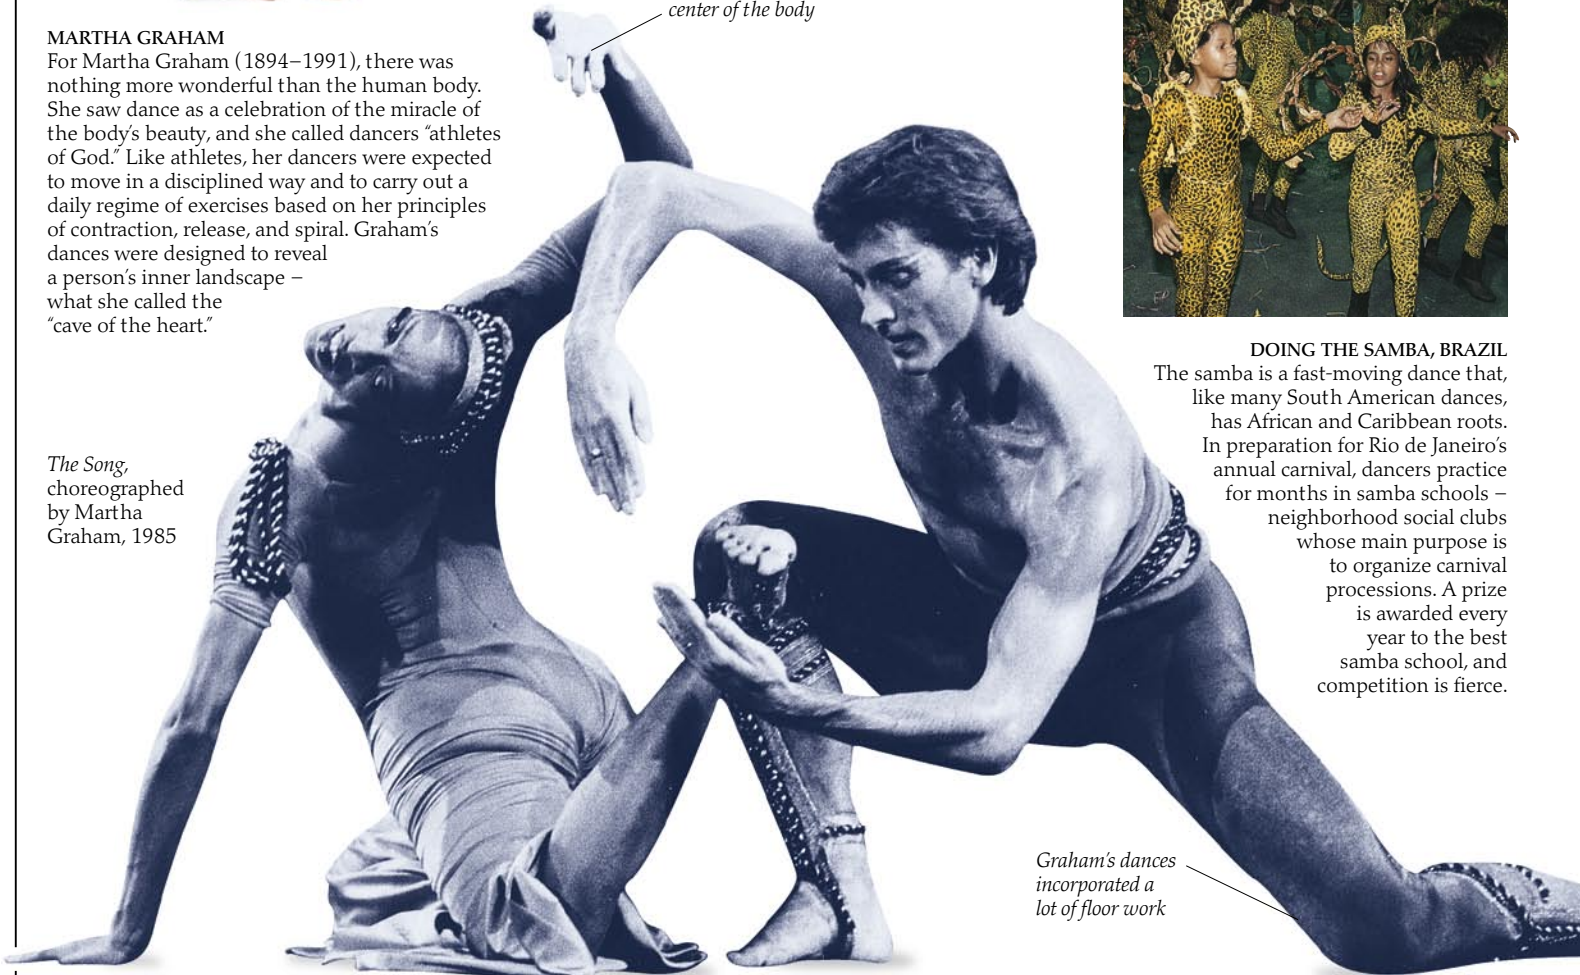 center of the body
MARTHA GRAHAM
For Martha Graham (1894–1991), there was
nothing more wonderful than the human body.
She saw dance as a celebration of the miracle of
the body's beauty, and she called dancers “athletes
of God.” Like athletes, her dancers were expected
to move in a disciplined way and to carry out a
daily regime of exercises based on her principles
of contraction, release, and spiral. Graham's
dances were designed to reveal
a person's inner landscape –
what she called the
“cave of the heart.”
The Song,
choreographed
by Martha
Graham, 1985
DOING THE SAMBA, BRAZIL
The samba is a fast-moving dance that,
like many South American dances,
has African and Caribbean roots.
In preparation for Rio de Janeiro's
annual carnival, dancers practice
for months in samba schools –
neighborhood social clubs
whose main purpose is
to organize carnival
processions. A prize
is awarded every
year to the best
samba school, and
competition is fierce.
Graham's dances
incorporated a
lot of floor work